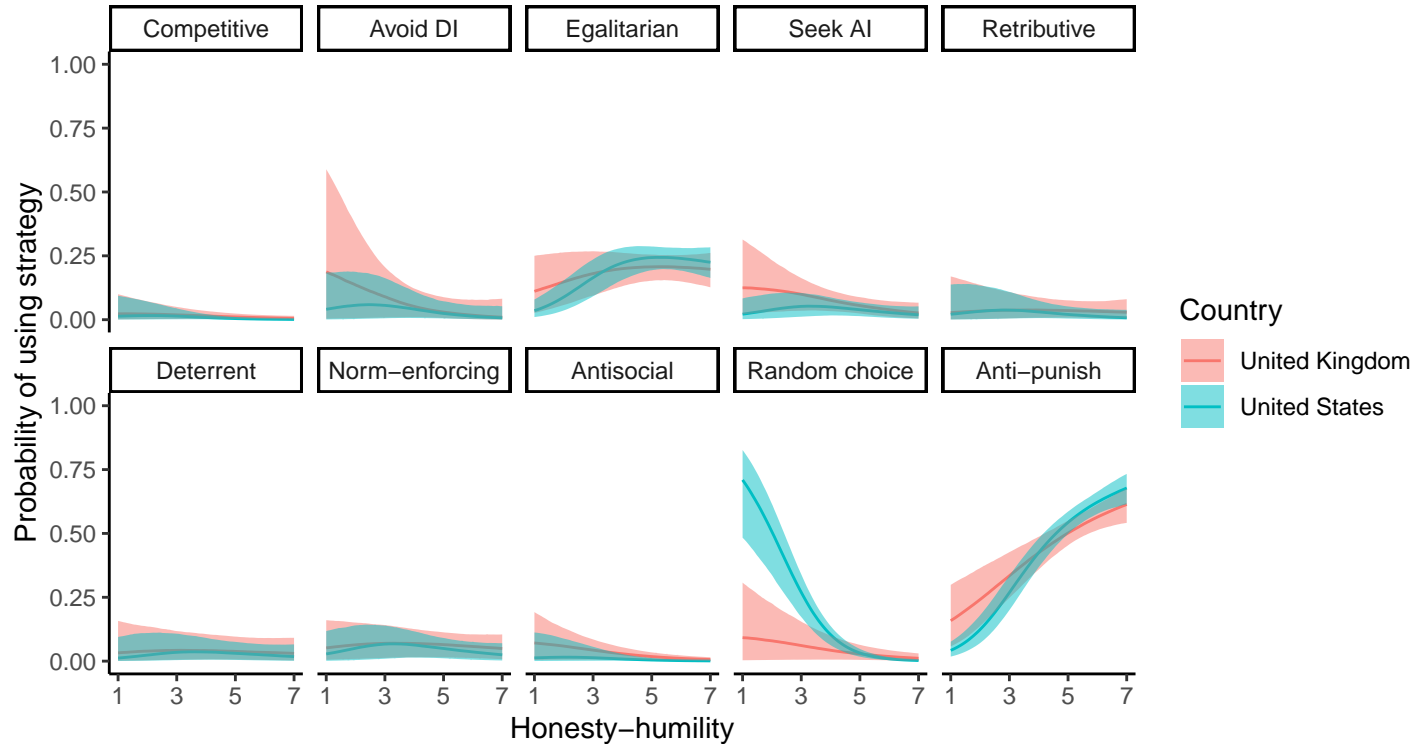 Competitive Avoid DI Egalitarian Seek AI Retributive
1.00
0.75
0.50
0.25
0.00
Deterrent Norm−enforcing Antisocial Random choice Anti−punish
1.00
0.75
0.50
0.25
0.00
1 3 5 7 1 3 5 7 1 3 5 7 1 3 5 7 1 3 5 7
Honesty−humility
Probability of using strategy
Country
United Kingdom
United States